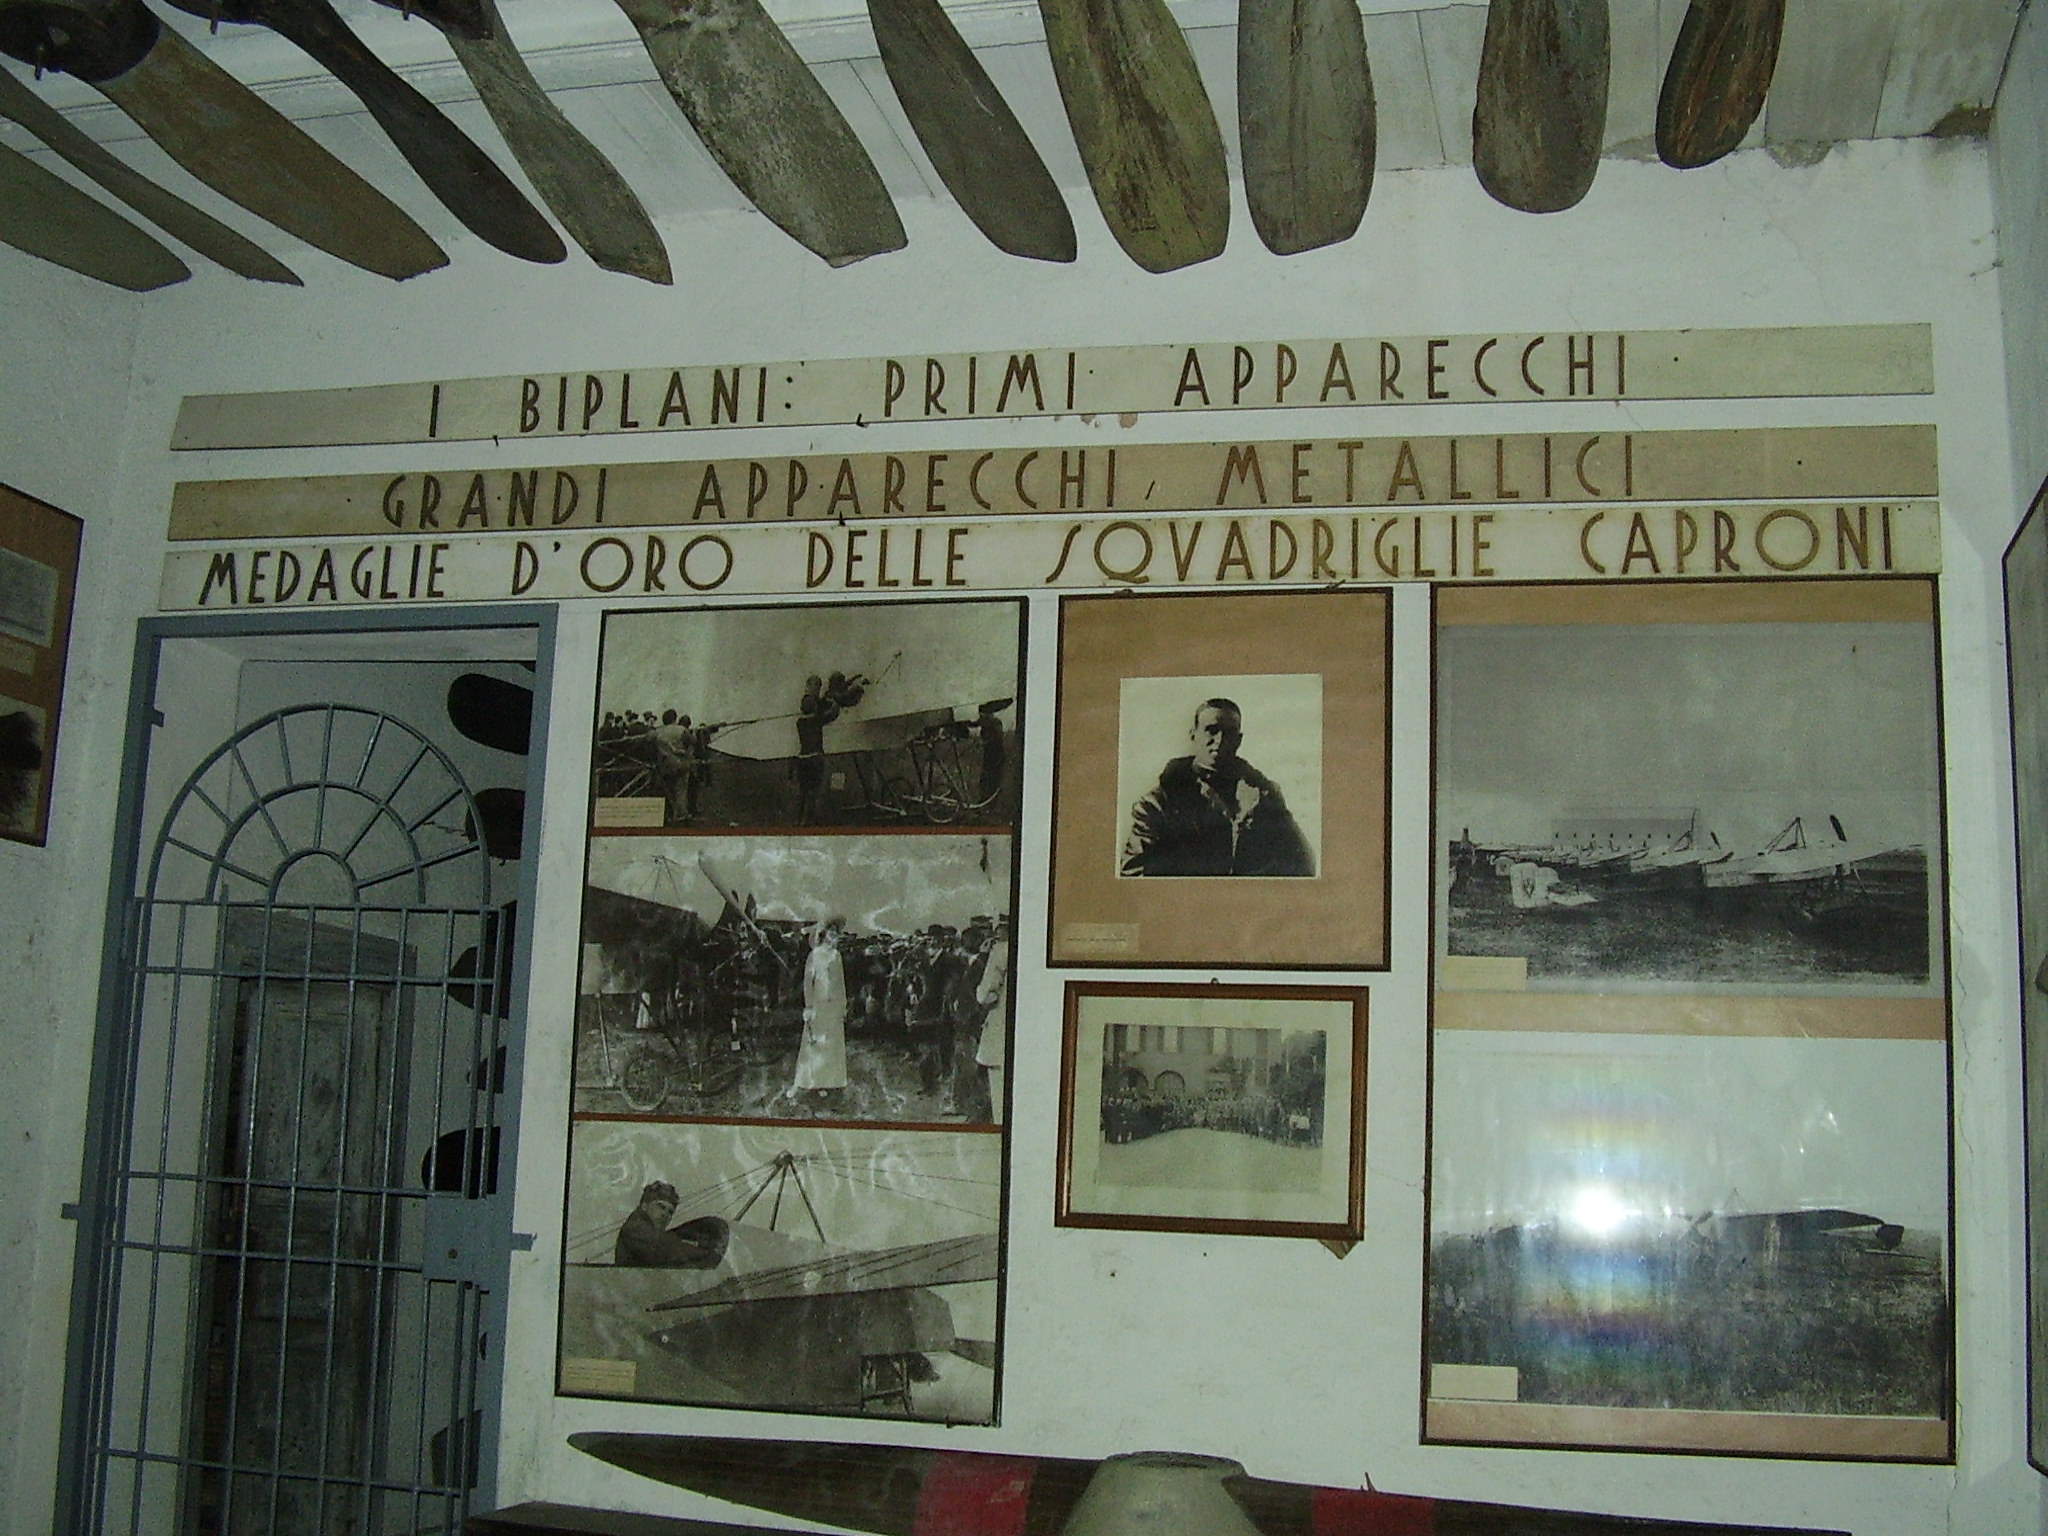 I BIPLANI: PRIMI APPARECCHI
GRANDI APPARECCHI METALLICI
MEDAGLIE D'ORO DELLE SQVADRIGLIE CAPRONI